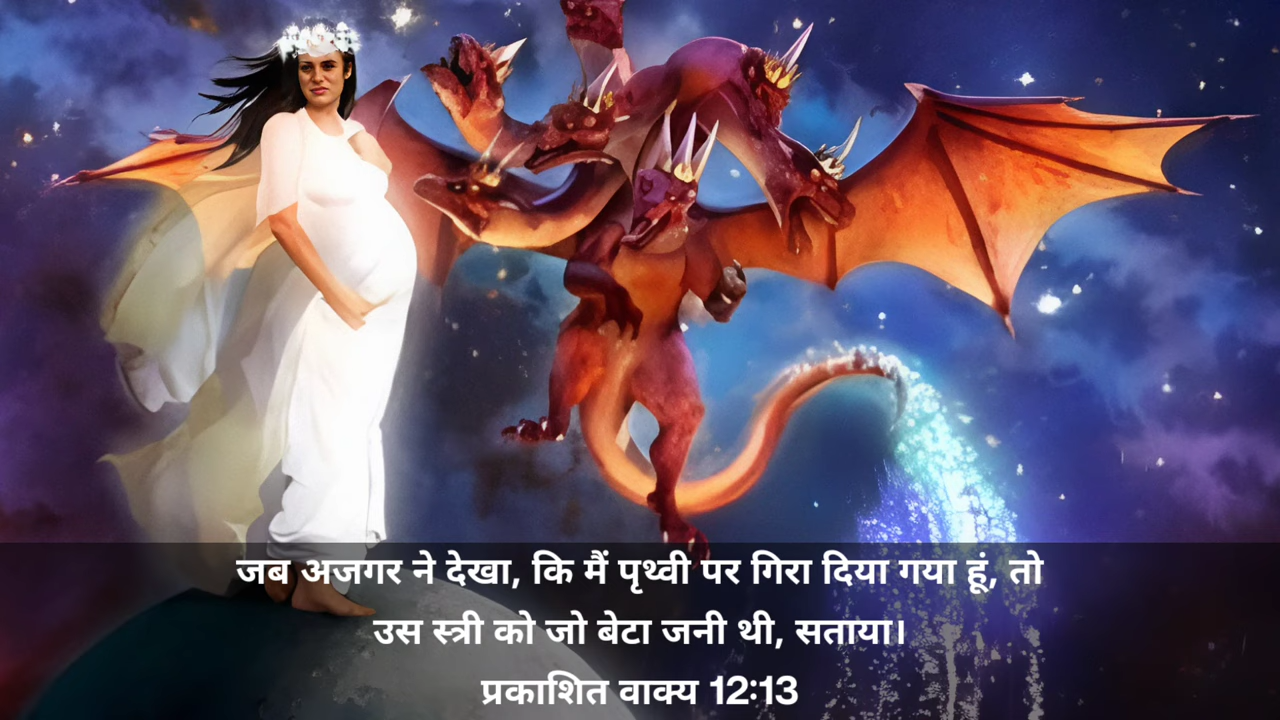 जब अजगर ने देखा, कि मैं पृथ्वी पर गिरा दिया गया हूं, तो
उस स्त्री को जो बेटा जनी थी, सताया।
प्रकाशित वाक्य 12:13